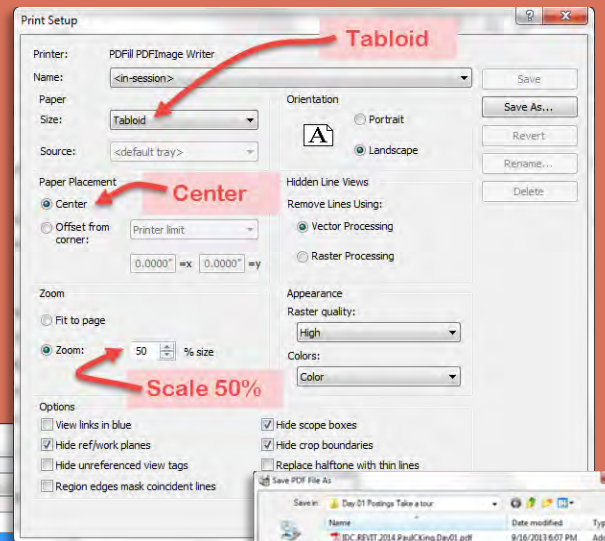 Print Setup
Tabloid
Printer: PDFill PDFImage Writer
Name: <in-session>
Save
Paper
Size: Tabloid
Source: <default tray>
Orientation
Portrait
Landscape
Save As...
Revert
Rename...
Delete
Paper Placement
Center
Center
Offset from corner:
Printer limit
0.0000" =x 0.0000" =y
Hidden Line Views
Remove Lines Using:
Vector Processing
Raster Processing
Zoom
Fit to page
Zoom: 50 % size
Scale 50%
Appearance
Raster quality:
High
Colors:
Color
Options
View links in blue
Hide ref/work planes
Hide unreferenced view tags
Region edges mask coincident lines
Hide scope boxes
Hide crop boundaries
Replace halftone with thin lines
Save PDF File As
Save in: Day 01 Postings Take a tour
Name Date modified Typ
IDC.REVIT.2014.PaulCKing.Day01.pdf 9/16/2013 6:07 PM Ado